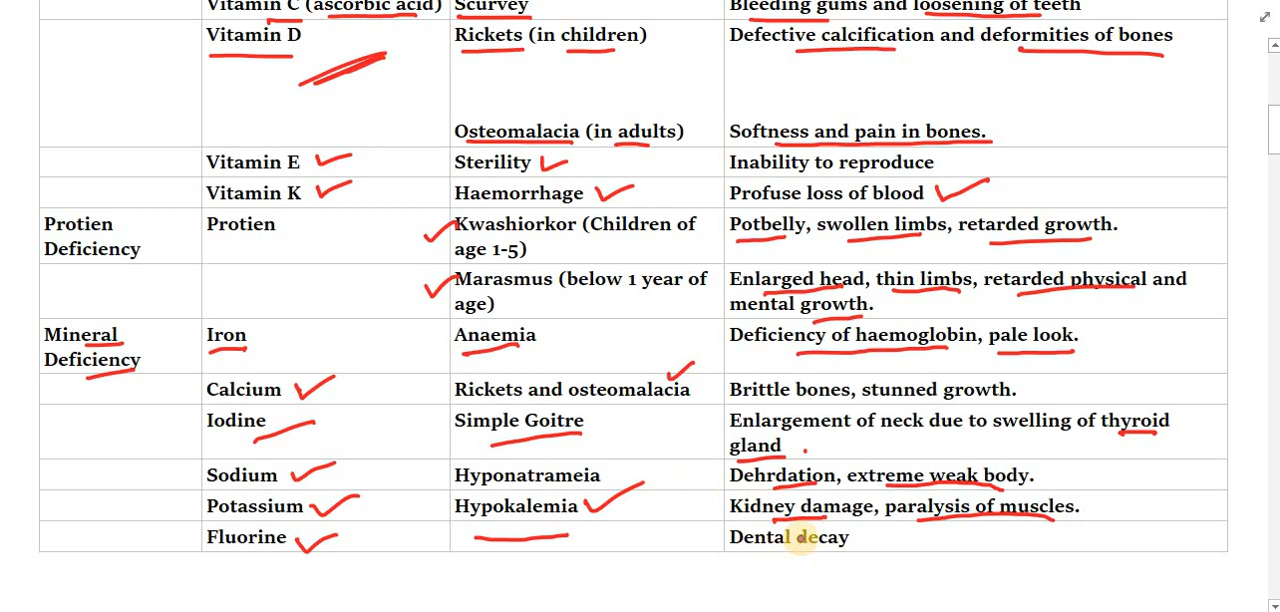 Vitamin C (ascorbic acid) Scurvey Bleeding gums and loosening of teeth
Vitamin D Rickets (in children) Defective calcification and deformities of bones
Osteomalacia (in adults) Softness and pain in bones.
Vitamin E Sterility Inability to reproduce
Vitamin K Haemorrhage Profuse loss of blood
Protien Protien Kwashiorkor (Children of Potbelly, swollen limbs, retarded growth.
Deficiency age 1-5)
Marasmus (below 1 year of Enlarged head, thin limbs, retarded physical and
age) mental growth.
Mineral Iron Anaemia Deficiency of haemoglobin, pale look.
Deficiency
Calcium Rickets and osteomalacia Brittle bones, stunned growth.
Iodine Simple Goitre Enlargement of neck due to swelling of thyroid
gland
Sodium Hyponatrameia Dehrdation, extreme weak body.
Potassium Hypokalemia Kidney damage, paralysis of muscles.
Fluorine Dental decay